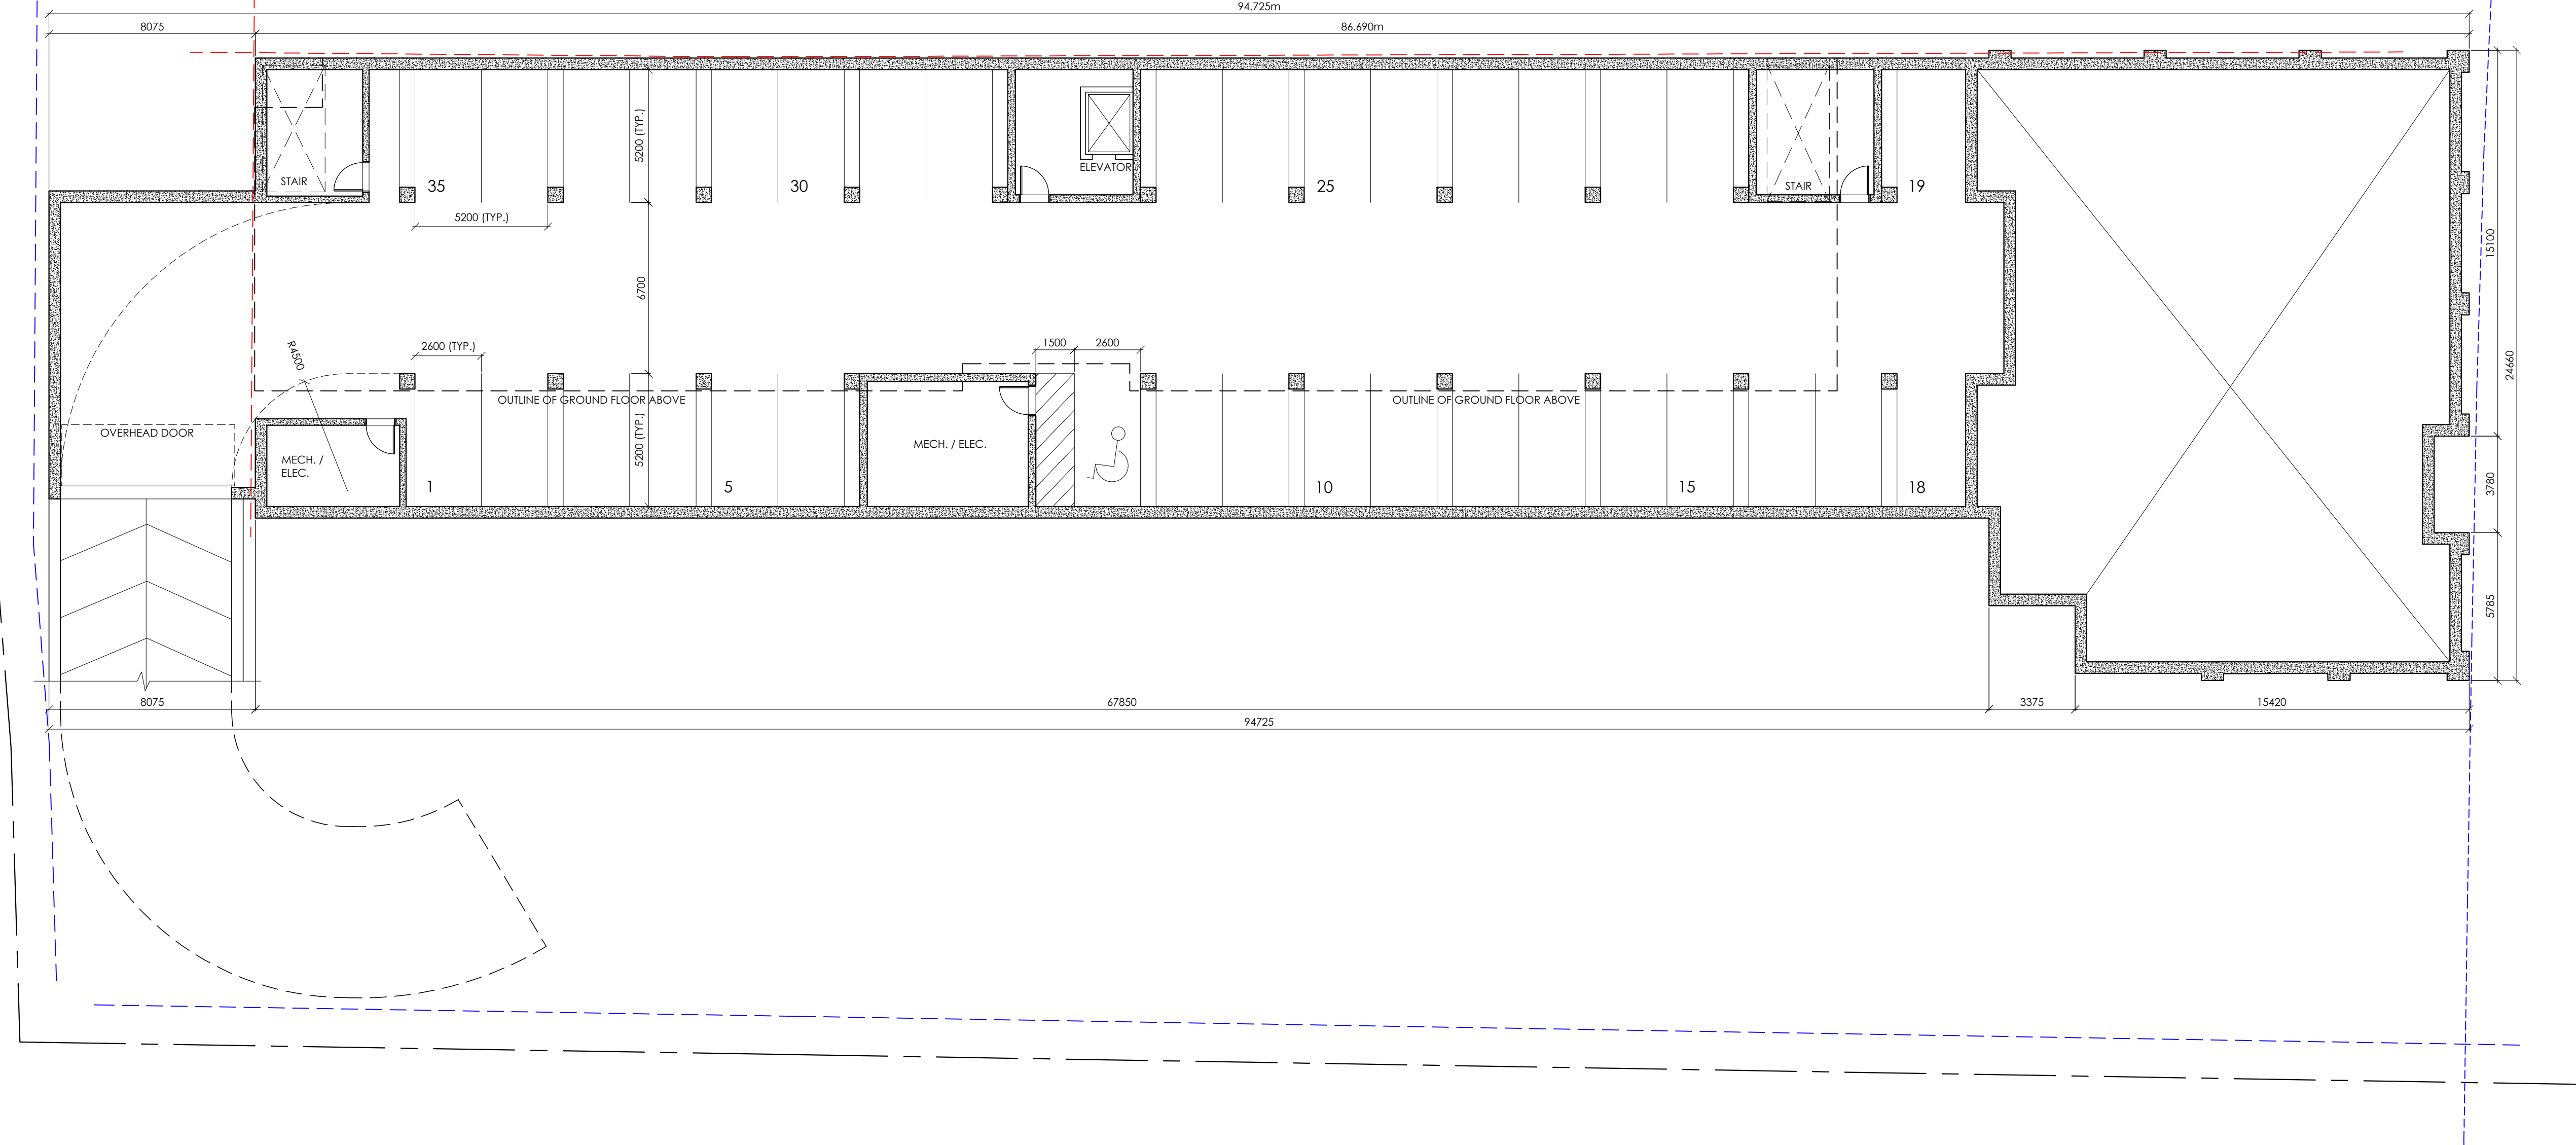 94.725m
8075
86.690m
5200 (TYP.)
ELEVATOR
STAIR
35
30
25
STAIR
19
5200 (TYP.)
15100
6700
R4500
2600 (TYP.)
1500
2600
24660
OUTLINE OF GROUND FLOOR ABOVE
OUTLINE OF GROUND FLOOR ABOVE
OVERHEAD DOOR
5200 (TYP.)
MECH. / ELEC.
MECH. /
ELEC.
1
5
10
15
18
3780
5785
8075
67850
3375
15420
94725